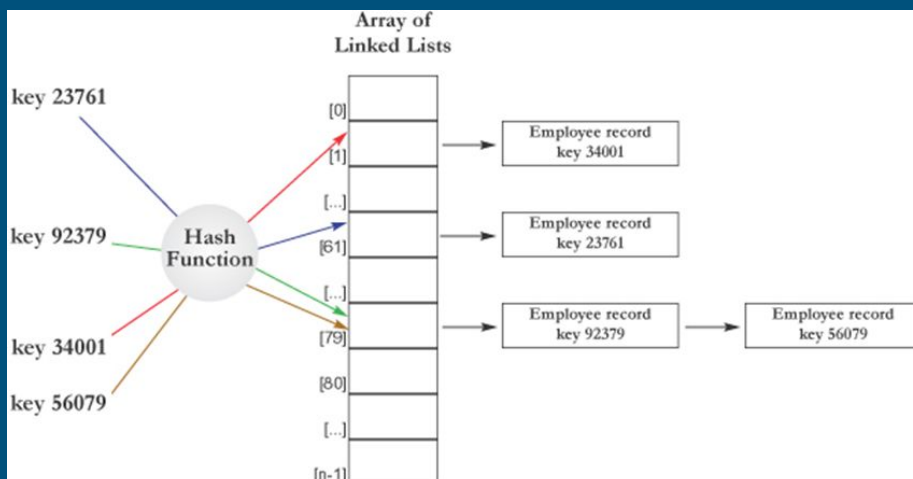 Array of
Linked Lists
key 23761
key 92379
key 34001
key 56079
Hash
Function
[0]
[1]
[...]
[61]
[...]
[79]
[80]
[...]
[n-1]
Employee record
key 34001
Employee record
key 23761
Employee record
key 92379
Employee record
key 56079